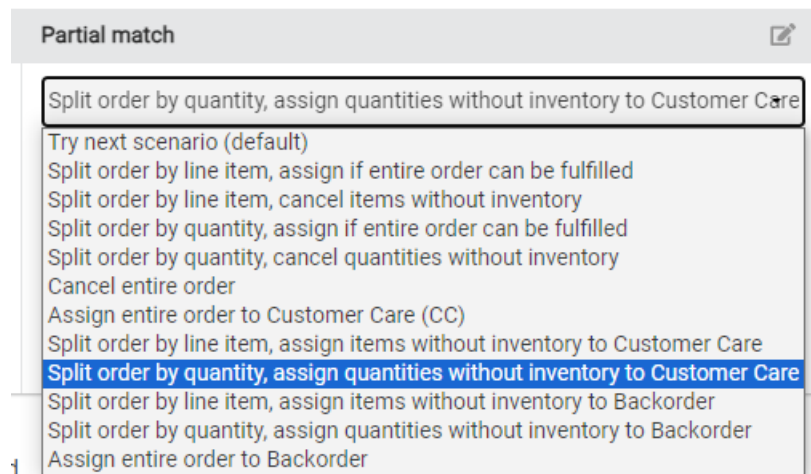 Partial match
Split order by quantity, assign quantities without inventory to Customer Care
Try next scenario (default)
Split order by line item, assign if entire order can be fulfilled
Split order by line item, cancel items without inventory
Split order by quantity, assign if entire order can be fulfilled
Split order by quantity, cancel quantities without inventory
Cancel entire order
Assign entire order to Customer Care (CC)
Split order by line item, assign items without inventory to Customer Care
Split order by quantity, assign quantities without inventory to Customer Care
Split order by line item, assign items without inventory to Backorder
Split order by quantity, assign quantities without inventory to Backorder
Assign entire order to Backorder